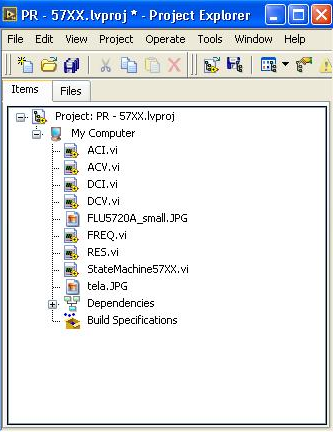 PR - 57XX.lvproj * - Project Explorer
File Edit View Project Operate Tools Window Help
Items Files
Project: PR - 57XX.lvproj
My Computer
ACI.vi
ACV.vi
DCI.vi
DCV.vi
FLU5720A_small.JPG
FREQ.vi
RES.vi
StateMachine57XX.vi
tela.JPG
Dependencies
Build Specifications